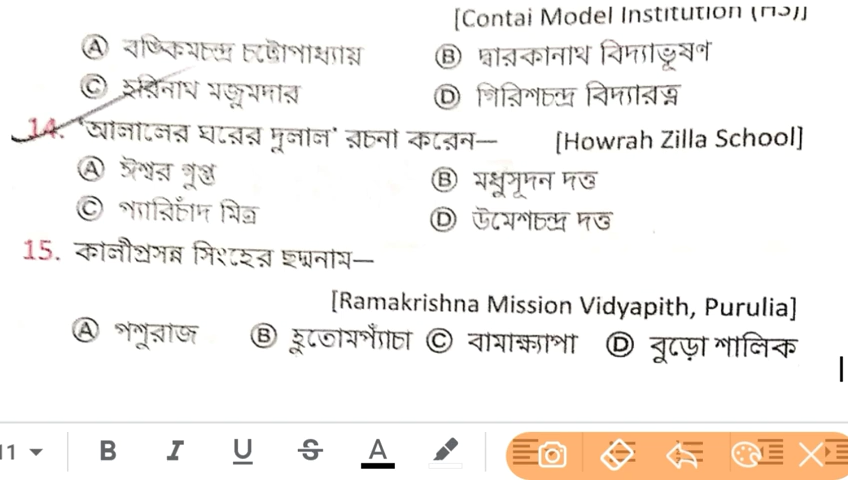 [Contai Model Institution (HS)]
Ⓐ বঙ্কিমচন্দ্র চট্টোপাধ্যায় Ⓑ দ্বারকানাথ বিদ্যাভূষণ
Ⓒ হরিনাথ মজুমদার Ⓓ গিরিশচন্দ্র বিদ্যারত্ন
14. 'আলালের ঘরের দুলাল' রচনা করেন— [Howrah Zilla School]
Ⓐ ঈশ্বর গুপ্ত Ⓑ মধুসূদন দত্ত
Ⓒ প্যারিচাঁদ মিত্র Ⓓ উমেশচন্দ্র দত্ত
15. কালীপ্রসন্ন সিংহের ছদ্মনাম—
[Ramakrishna Mission Vidyapith, Purulia]
Ⓐ পশুরাজ Ⓑ হুতোমপ্যাঁচা Ⓒ বামাক্ষ্যাপা Ⓓ বুড়ো শালিক
11 B I U S A